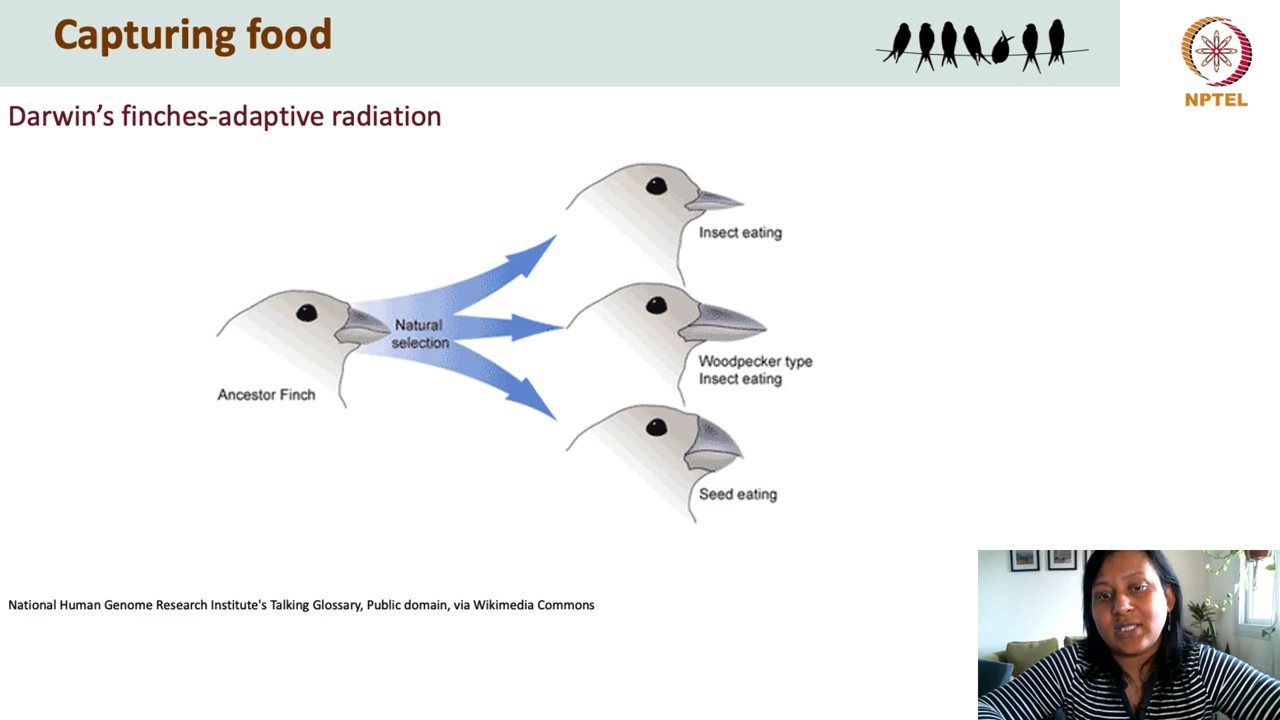 Capturing food
NPTEL
Darwin’s finches-adaptive radiation
Insect eating
Natural
selection
Woodpecker type
Insect eating
Ancestor Finch
Seed eating
National Human Genome Research Institute's Talking Glossary, Public domain, via Wikimedia Commons